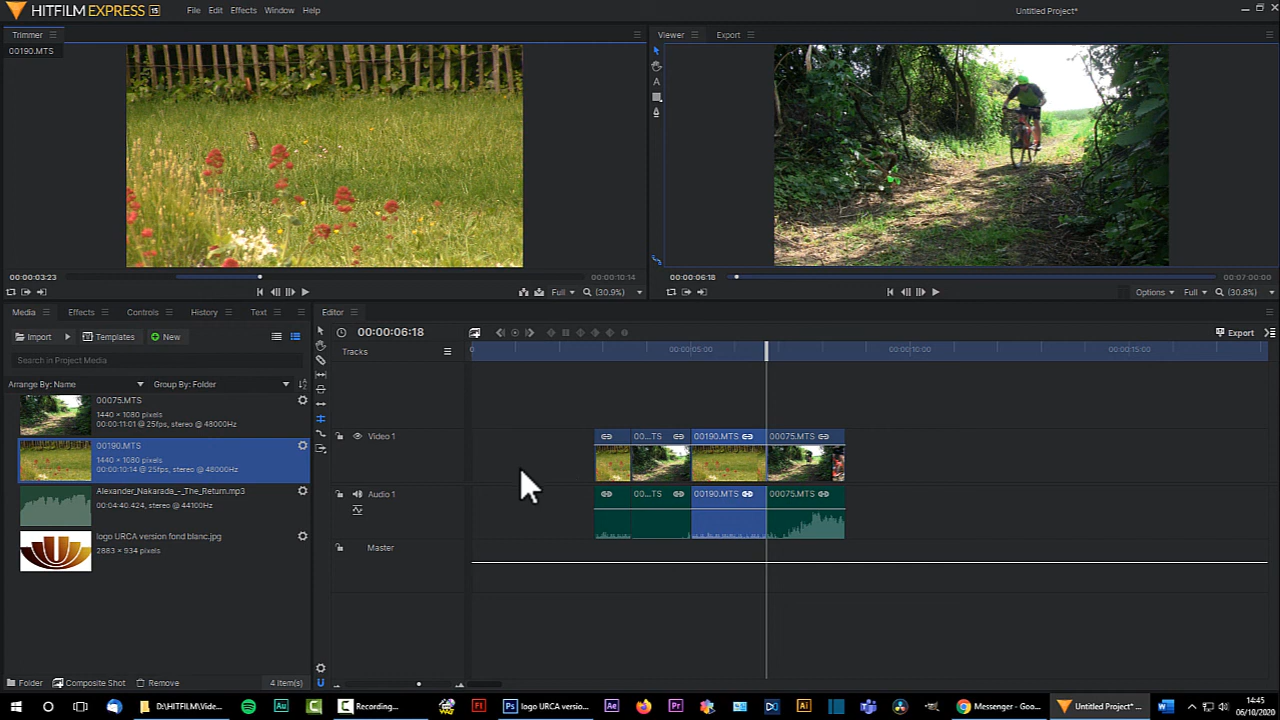 HITFILM EXPRESS 15 File Edit Effects Window Help Untitled Project*
Trimmer
Viewer Export
00190.MTS
00:00:03:23 00:00:10:14 00:00:06:18 00:07:00:00
Full (30.9%) Options Full (30.8%)
Media Effects Controls History Text
Editor
Import Templates New
00:00:06:18
Export
Search in Project Media
Tracks
0 00:00:05:00 00:00:10:00 00:00:15:00
Arrange By: Name Group By: Folder
00075.MTS
1440 × 1080 pixels
00:00:11:01 @ 25fps, stereo @ 48000Hz
00190.MTS
1440 × 1080 pixels
00:00:10:14 @ 25fps, stereo @ 48000Hz
Alexander_Nakarada_-_The_Return.mp3
00:04:40.424, stereo @ 44100Hz
logo URCA version fond blanc.jpg
2883 × 934 pixels
Video 1
00...TS 00190.MTS 00075.MTS
Audio 1
00...TS 00190.MTS 00075.MTS
Master
Folder Composite Shot Remove 4 item(s)
D:\HITFILM\Vide... Recording... logo URCA versio... Messenger - Goo... Untitled Project* ...
14:45
05/10/2020